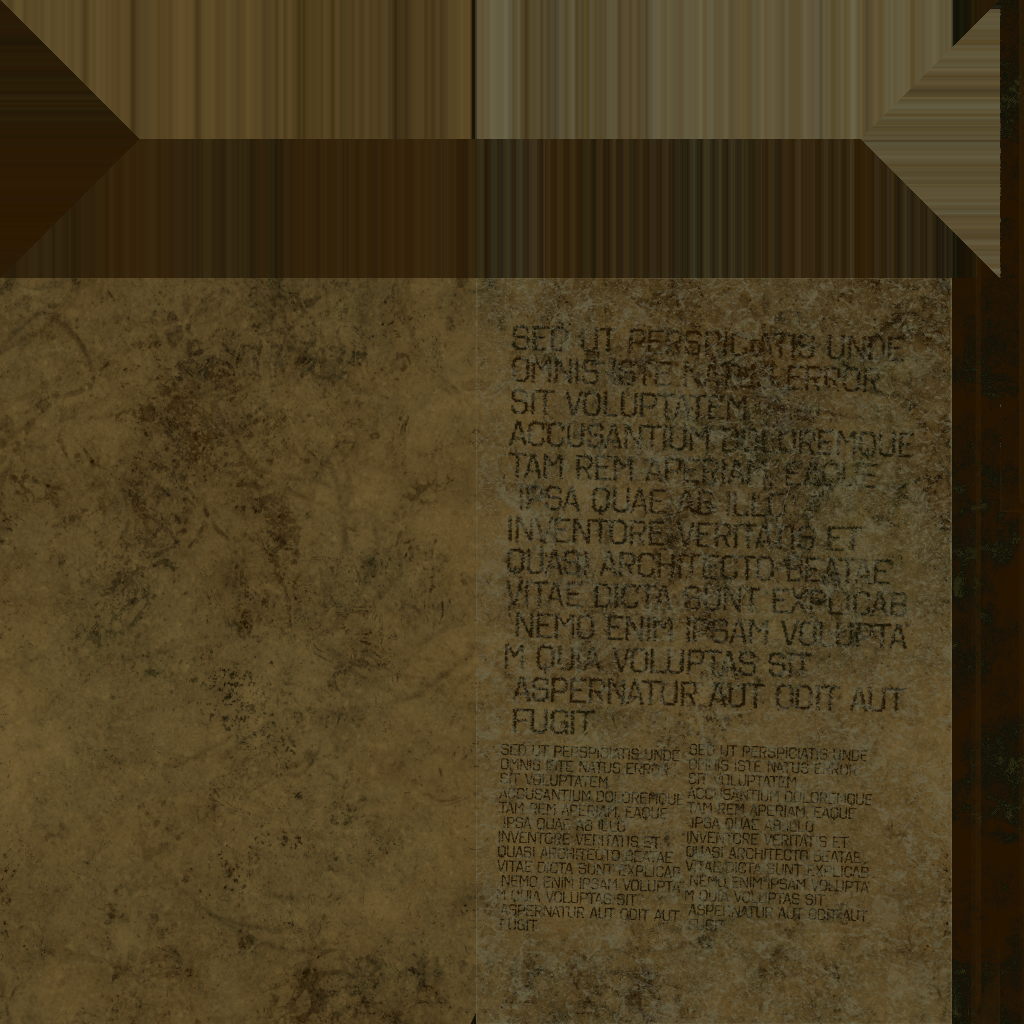 SED UT PERSPICIATIS UNDE
OMNIS ISTE NATUS ERROR
SIT VOLUPTATEM
ACCUSANTIUM DOLOREMQUE
TAM REM APERIAM, EAQUE
IPSA QUAE AB ILLO
INVENTORE VERITATIS ET
QUASI ARCHITECTO BEATAE
VITAE DICTA SUNT EXPLICAB
NEMO ENIM IPSAM VOLUPTA
M QUIA VOLUPTAS SIT
ASPERNATUR AUT ODIT AUT
FUGIT
SED UT PERSPICIATIS UNDE
OMNIS ISTE NATUS ERROR
SIT VOLUPTATEM
ACCUSANTIUM DOLOREMQUE
TAM REM APERIAM, EAQUE
IPSA QUAE AB ILLO
INVENTORE VERITATIS ET
QUASI ARCHITECTO BEATAE
VITAE DICTA SUNT EXPLICAB
NEMO ENIM IPSAM VOLUPTA
M QUIA VOLUPTAS SIT
ASPERNATUR AUT ODIT AUT
FUGIT
SED UT PERSPICIATIS UNDE
OMNIS ISTE NATUS ERROR
SIT VOLUPTATEM
ACCUSANTIUM DOLOREMQUE
TAM REM APERIAM, EAQUE
IPSA QUAE AB ILLO
INVENTORE VERITATIS ET
QUASI ARCHITECTO BEATAE
VITAE DICTA SUNT EXPLICAB
NEMO ENIM IPSAM VOLUPTA
M QUIA VOLUPTAS SIT
ASPERNATUR AUT ODIT AUT
FUGIT